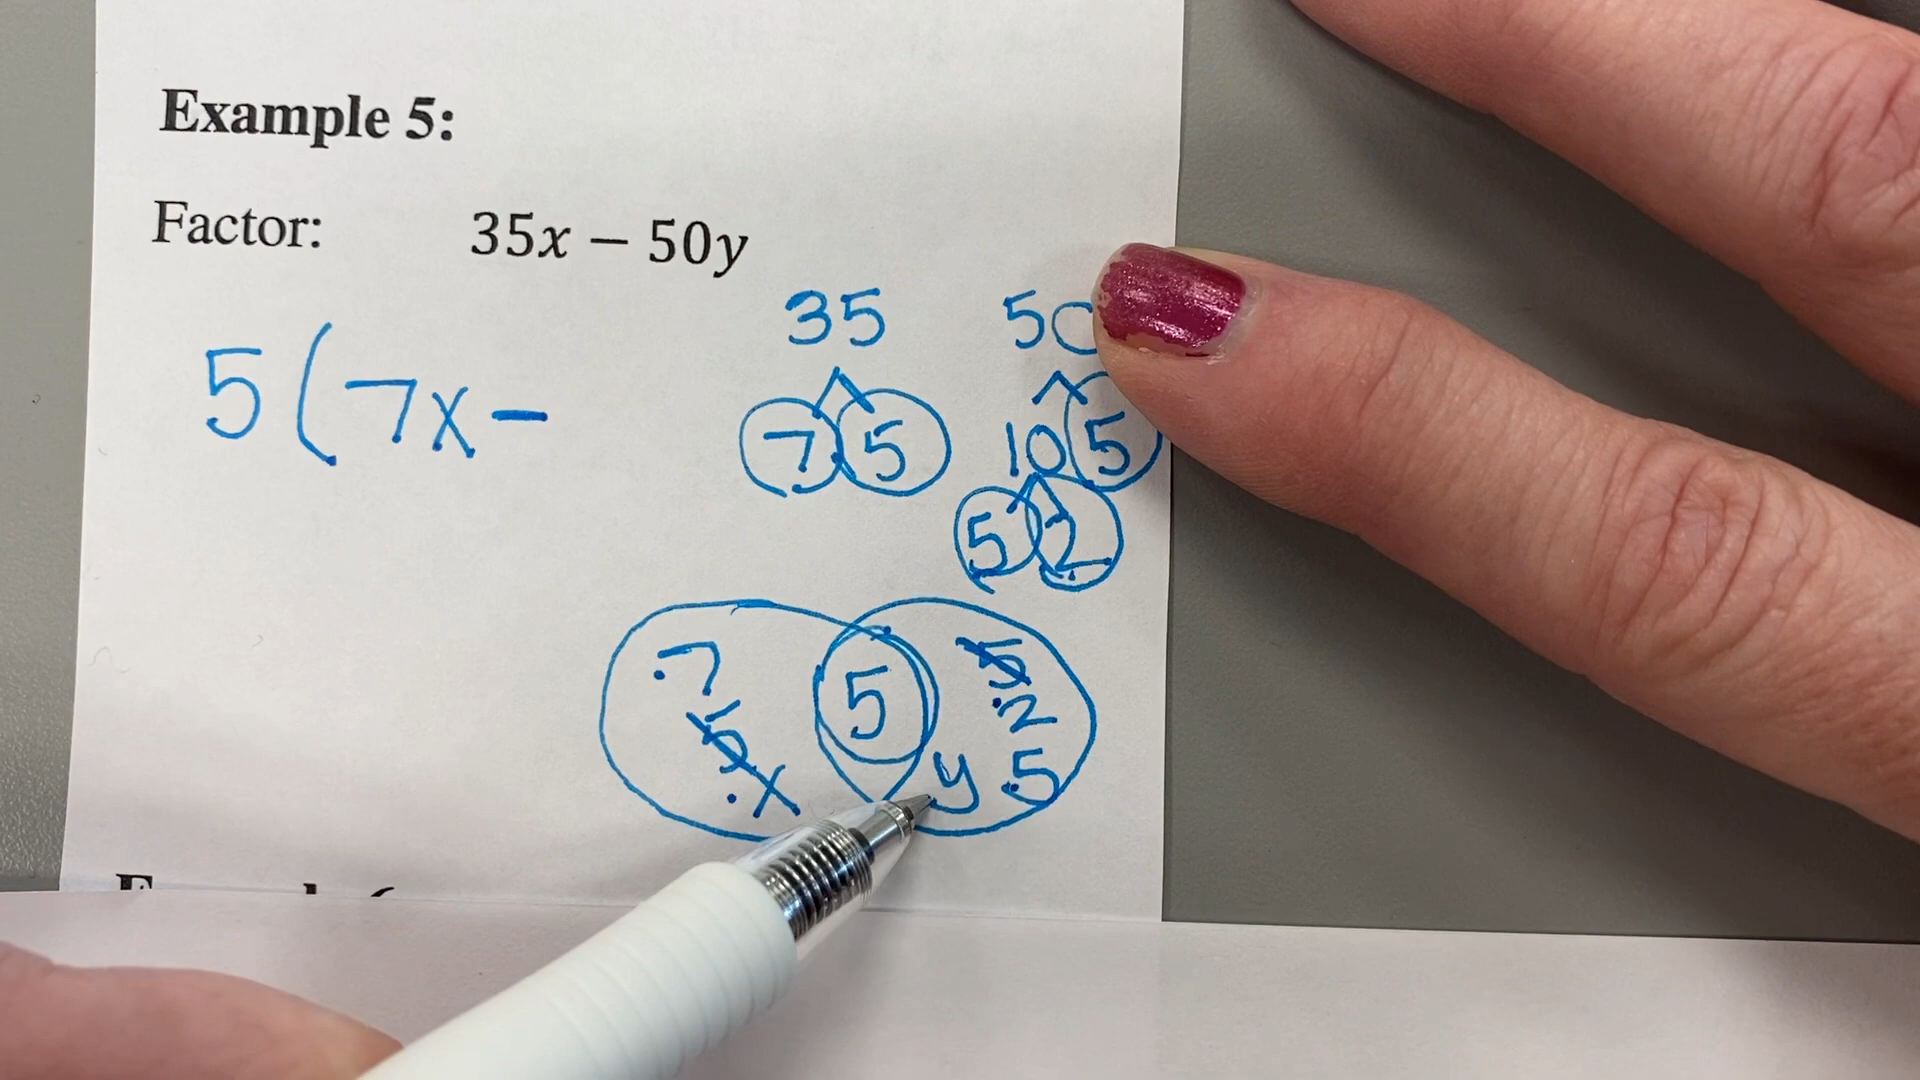 Example 5:
Factor: 35x − 50y
35 50
5(7x −
7 5 10 5
5 2
7 5 5
5 2
x y 5